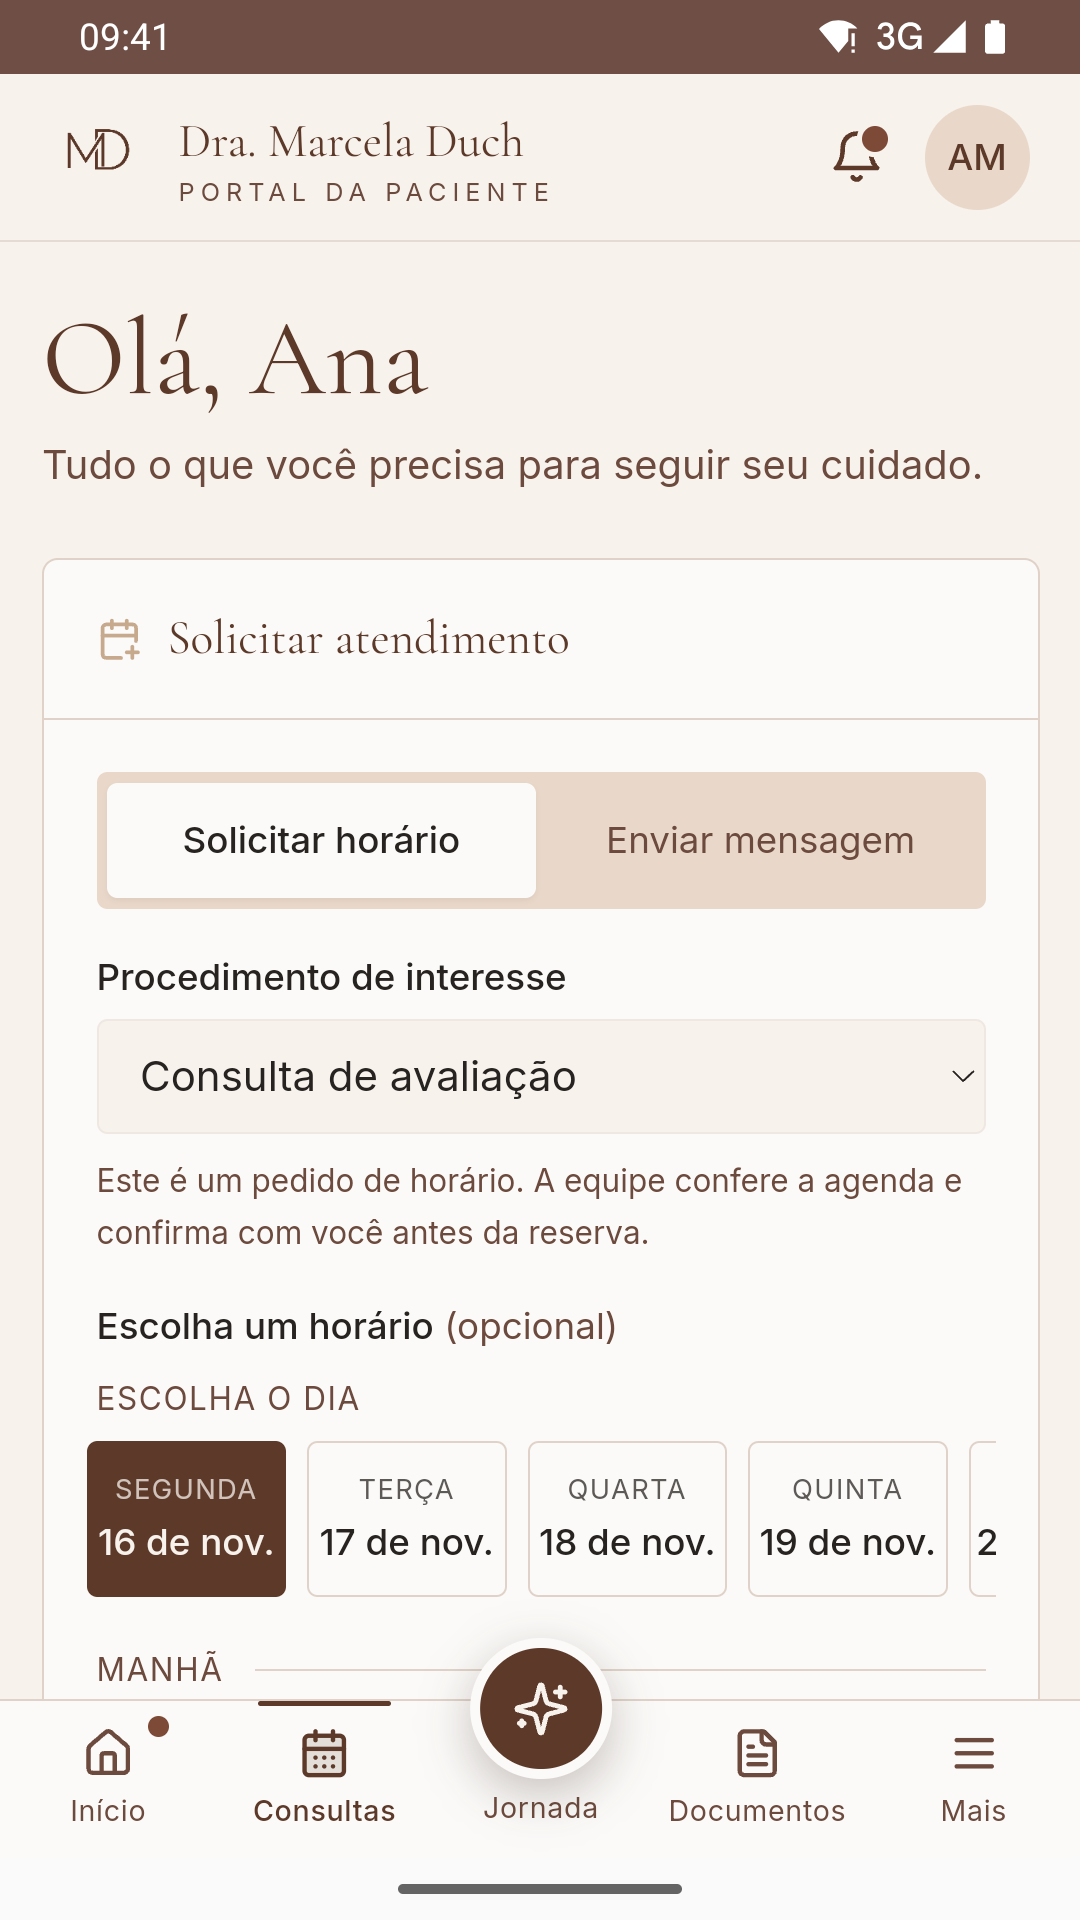 09:41
3G
MD
Dra. Marcela Duch
PORTAL DA PACIENTE
AM
Olá, Ana
Tudo o que você precisa para seguir seu cuidado.
Solicitar atendimento
Solicitar horário
Enviar mensagem
Procedimento de interesse
Consulta de avaliação
Este é um pedido de horário. A equipe confere a agenda e
confirma com você antes da reserva.
Escolha um horário (opcional)
ESCOLHA O DIA
SEGUNDA
16 de nov.
TERÇA
17 de nov.
QUARTA
18 de nov.
QUINTA
19 de nov.
2
MANHÃ
Início
Consultas
Jornada
Documentos
Mais